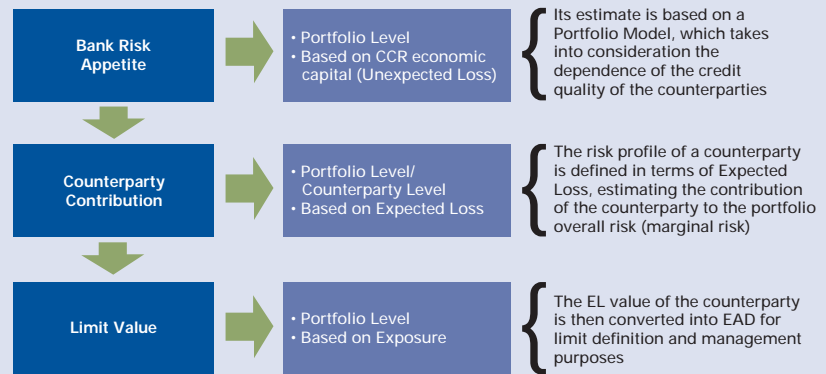 Bank Risk
Appetite
• Portfolio Level
• Based on CCR economic
capital (Unexpected Loss)
Its estimate is based on a
Portfolio Model, which takes
into consideration the
dependence of the credit
quality of the counterparties
Counterparty
Contribution
• Portfolio Level/
Counterparty Level
• Based on Expected Loss
The risk profile of a counterparty
is defined in terms of Expected
Loss, estimating the contribution
of the counterparty to the portfolio
overall risk (marginal risk)
Limit Value
• Portfolio Level
• Based on Exposure
The EL value of the counterparty
is then converted into EAD for
limit definition and management
purposes